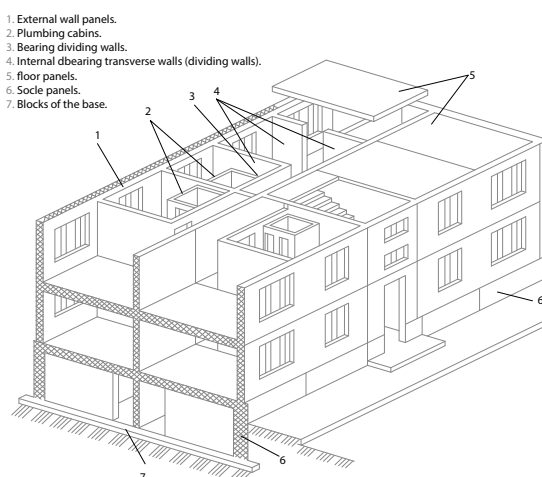 1. External wall panels.
2. Plumbing cabins.
3. Bearing dividing walls.
4. Internal dbearing transverse walls (dividing walls).
5. floor panels.
6. Socle panels.
7. Blocks of the base.
4
5
2
3
1
6
6
7